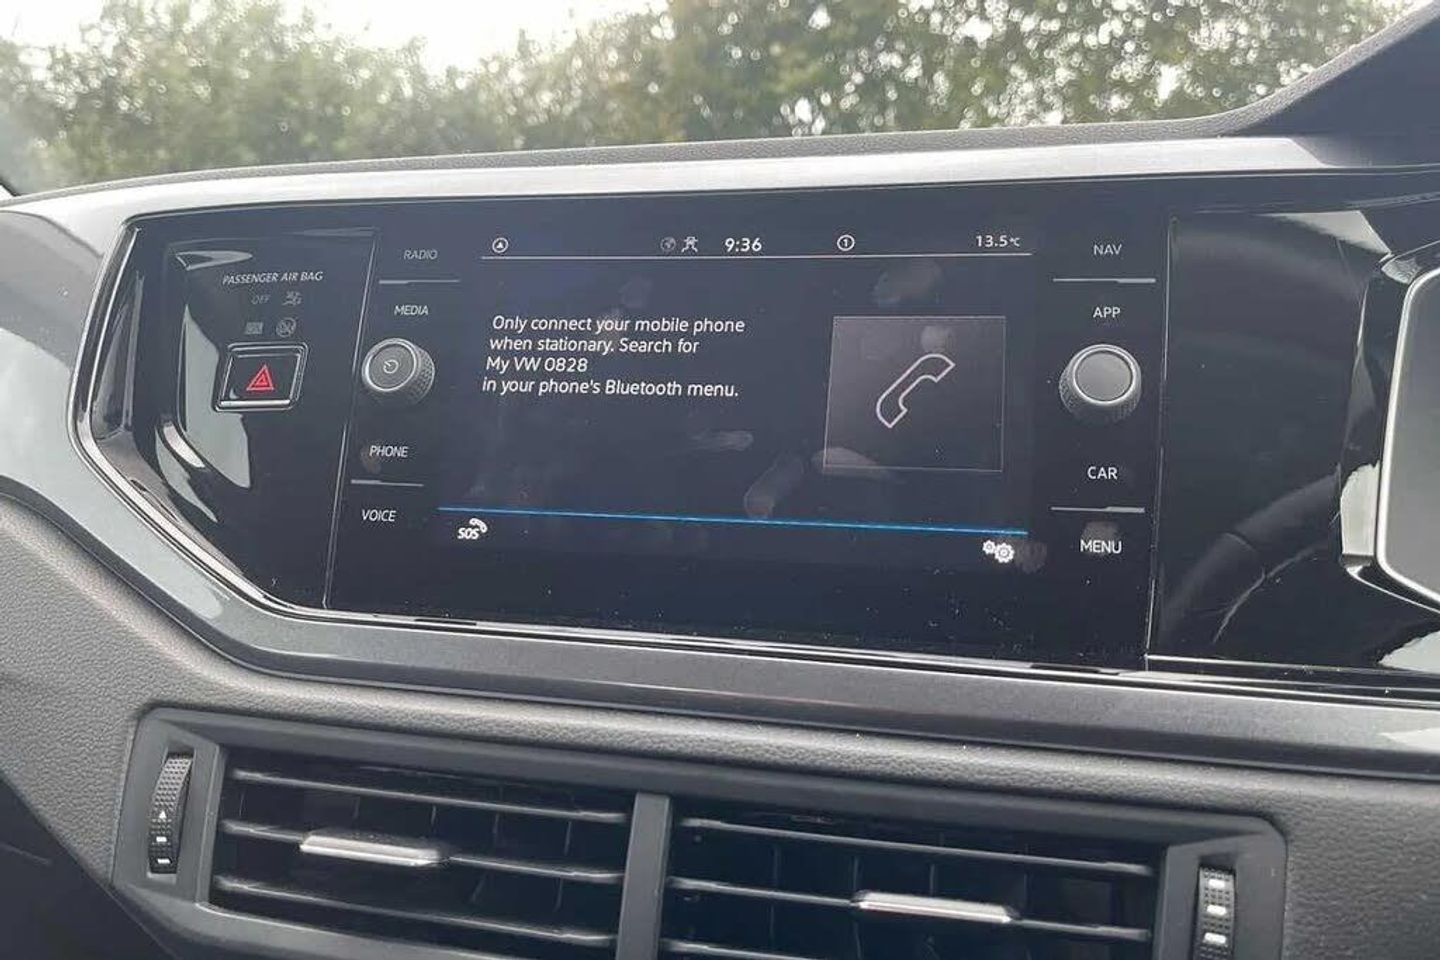 PASSENGER AIR BAG
OFF
RADIO
MEDIA
PHONE
VOICE
9:36
1
13.5°C
Only connect your mobile phone
when stationary. Search for
My VW 0828
in your phone's Bluetooth menu.
SOS
NAV
APP
CAR
MENU